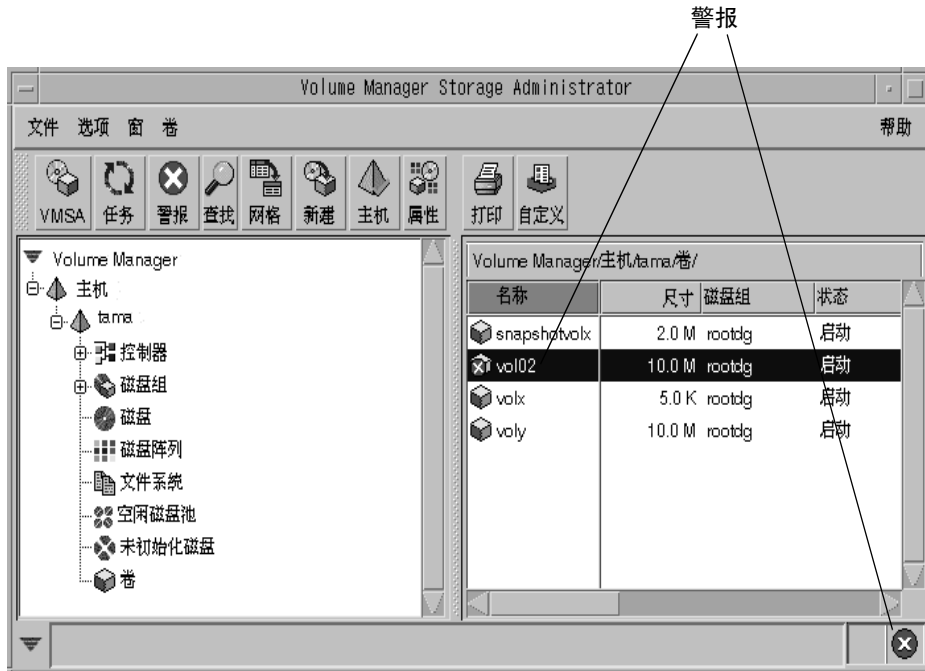 警报
Volume Manager Storage Administrator
文件 选项 窗 卷 帮助
VMSA 任务 警报 查找 网格 新建 主机 属性 打印 自定义
Volume Manager
主机
tama
控制器
磁盘组
磁盘
磁盘阵列
文件系统
空闲磁盘池
未初始化磁盘
卷
Volume Manager/主机/tama/卷/
名称 尺寸 磁盘组 状态
snapshotvolx 2.0 M rootdg 启动
vol02 10.0 M rootdg 启动
volx 5.0 K rootdg 启动
voly 10.0 M rootdg 启动